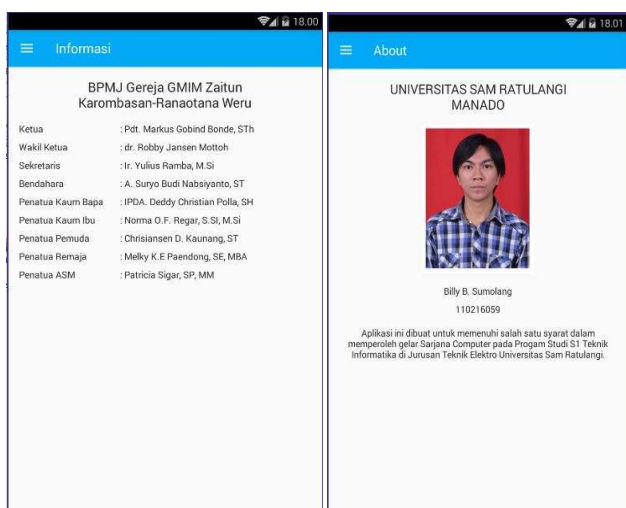 18.00
Informasi
BPMJ Gereja GMIM Zaitun
Karombasan-Ranaotana Weru
Ketua : Pdt. Markus Gobind Bonde, STh
Wakil Ketua : dr. Robby Jansen Mottoh
Sekretaris : Ir. Yulius Ramba, M.Si
Bendahara : A. Suryo Budi Nabsiyanto, ST
Penatua Kaum Bapa : IPDA. Deddy Christian Polla, SH
Penatua Kaum Ibu : Norma O.F. Regar, S.SI, M.Si
Penatua Pemuda : Chrisiansen D. Kaunang, ST
Penatua Remaja : Melky K.E Paendong, SE, MBA
Penatua ASM : Patricia Sigar, SP, MM
18.01
About
UNIVERSITAS SAM RATULANGI
MANADO
Billy B. Sumolang
110216059
Aplikasi ini dibuat untuk memenuhi salah satu syarat dalam
memperoleh gelar Sarjana Computer pada Progam Studi S1 Teknik
Informatika di Jurusan Teknik Elektro Universitas Sam Ratulangi.